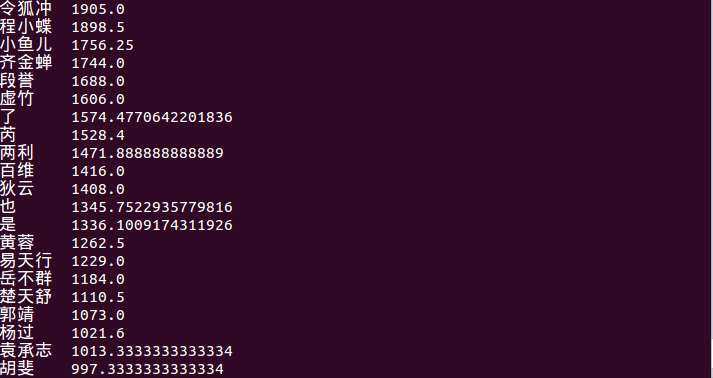 令狐冲 1905.0
程小蝶 1898.5
小鱼儿 1756.25
齐金蝉 1744.0
段誉 1688.0
虚竹 1606.0
了 1574.4770642201836
芮 1528.4
两利 1471.888888888889
百维 1416.0
狄云 1408.0
也 1345.7522935779816
是 1336.1009174311926
黄蓉 1262.5
易天行 1229.0
岳不群 1184.0
楚天舒 1110.5
郭靖 1073.0
杨过 1021.6
袁承志 1013.3333333333334
胡斐 997.3333333333334